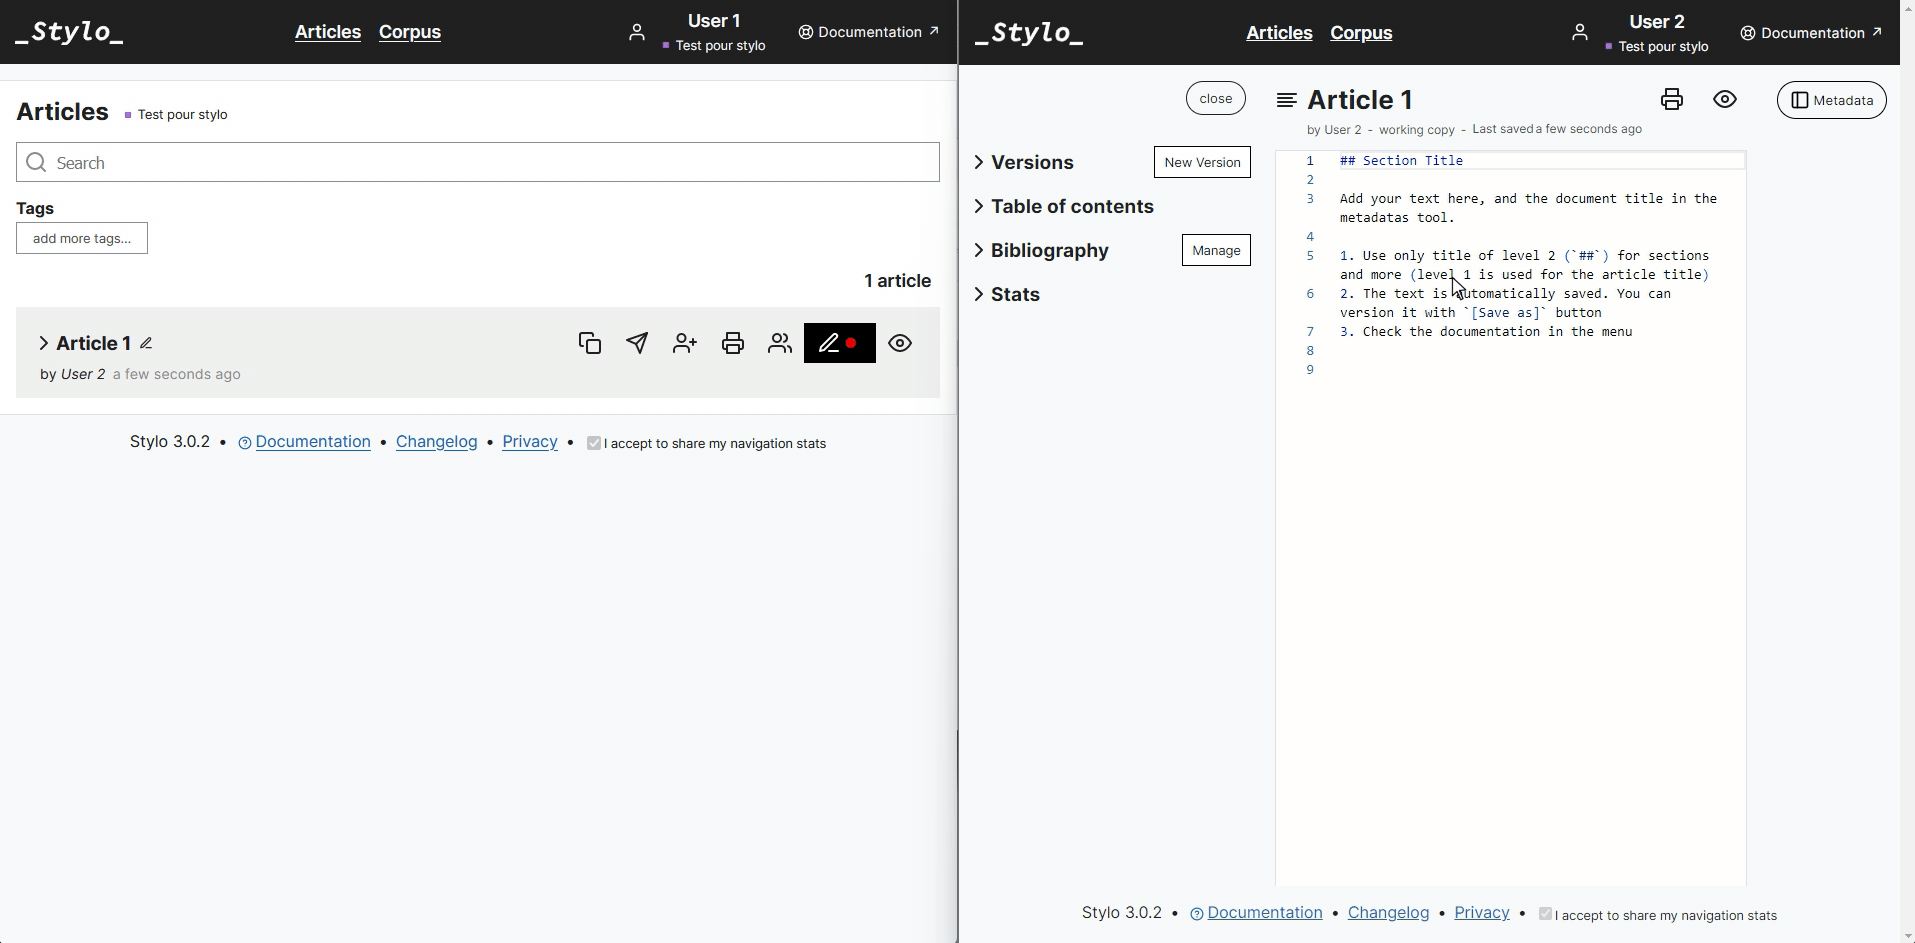 _Stylo_
Articles Corpus
User 1
Test pour stylo
Documentation
Articles
Test pour stylo
Search
Tags
add more tags...
1 article
Article 1
by User 2 a few seconds ago
Stylo 3.0.2 • Documentation • Changelog • Privacy • I accept to share my navigation stats
_Stylo_
Articles Corpus
User 2
Test pour stylo
Documentation
close
Article 1
Metadata
by User 2 - working copy - Last saved a few seconds ago
Versions
New Version
Table of contents
Bibliography
Manage
Stats
1 ## Section Title
2
3 Add your text here, and the document title in the
metadatas tool.
4
5 1. Use only title of level 2 (`##`) for sections
and more (level 1 is used for the article title)
6 2. The text is automatically saved. You can
version it with `[Save as]` button
7 3. Check the documentation in the menu
8
9
Stylo 3.0.2 • Documentation • Changelog • Privacy • I accept to share my navigation stats